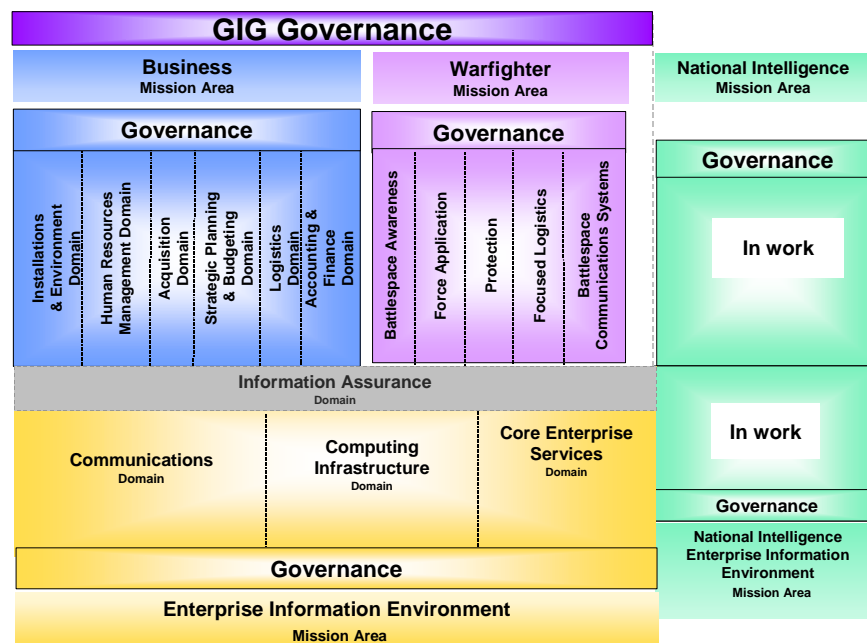 GIG Governance
Business
Mission Area
Warfighter
Mission Area
National Intelligence
Mission Area
Governance
Governance
Governance
Installations
& Environment
Domain
Human Resources
Management Domain
Acquisition
Domain
Strategic Planning
& Budgeting
Domain
Logistics
Domain
Accounting &
Finance
Domain
Battlespace Awareness
Force Application
Protection
Focused Logistics
Battlespace
Communications Systems
In work
Information Assurance
Domain
Communications
Domain
Computing
Infrastructure
Domain
Core Enterprise
Services
Domain
In work
Governance
Governance
Enterprise Information Environment
Mission Area
National Intelligence
Enterprise Information
Environment
Mission Area